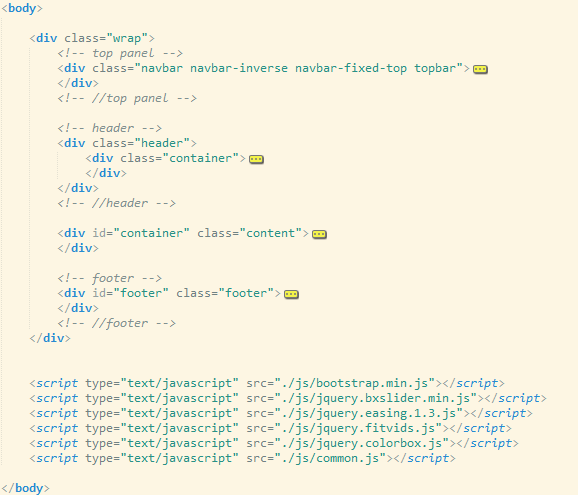 <body>
<div class="wrap">
<!-- top panel -->
<div class="navbar navbar-inverse navbar-fixed-top topbar">
</div>
<!-- //top panel -->
<!-- header -->
<div class="header">
<div class="container">
</div>
</div>
<!-- //header -->
<div id="container" class="content">
</div>
<!-- footer -->
<div id="footer" class="footer">
</div>
<!-- //footer -->
</div>
<script type="text/javascript" src="./js/bootstrap.min.js"></script>
<script type="text/javascript" src="./js/jquery.bxslider.min.js"></script>
<script type="text/javascript" src="./js/jquery.easing.1.3.js"></script>
<script type="text/javascript" src="./js/jquery.fitvids.js"></script>
<script type="text/javascript" src="./js/jquery.colorbox.js"></script>
<script type="text/javascript" src="./js/common.js"></script>
</body>